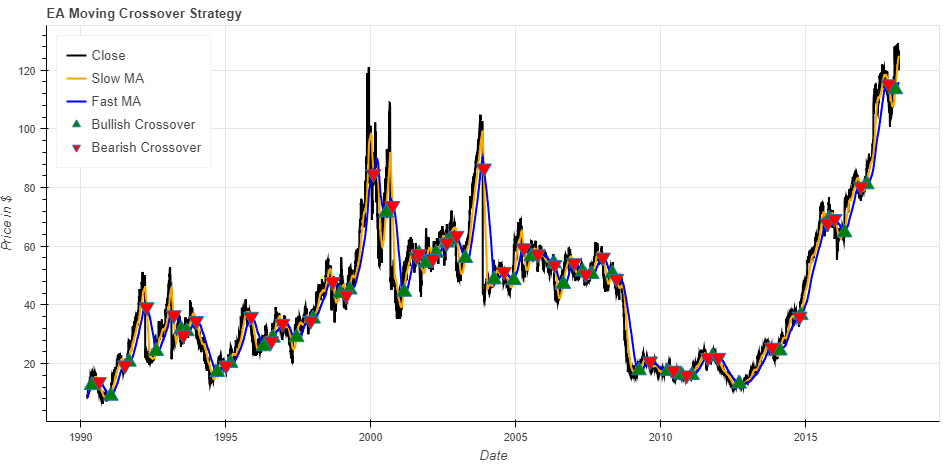 EA Moving Crossover Strategy
Close
Slow MA
Fast MA
Bullish Crossover
Bearish Crossover
Price in $
120
100
80
60
40
20
1990
1995
2000
2005
2010
2015
Date